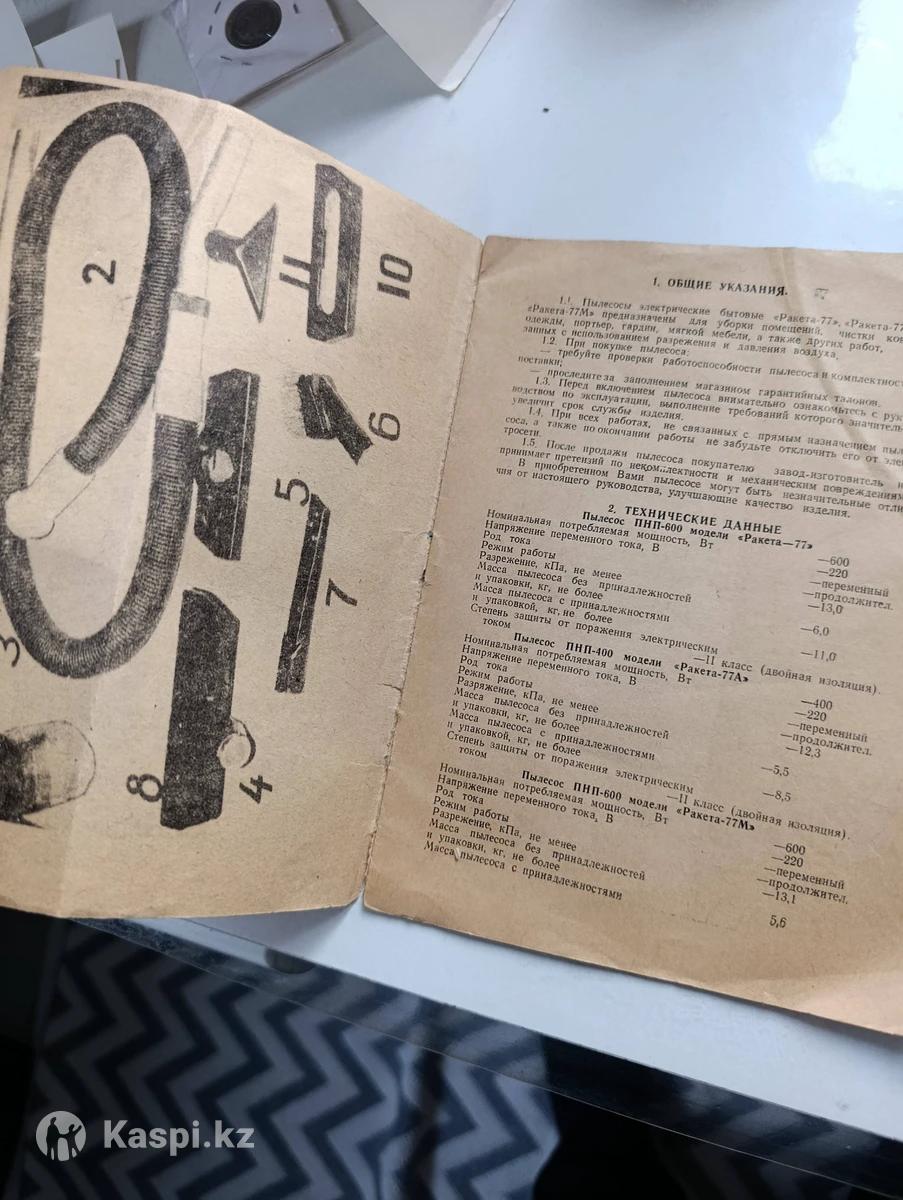 2
11
10
6
5
7
3
8
4
1. ОБЩИЕ УКАЗАНИЯ.
1.1. Пылесосы электрические бытовые «Ракета-77», «Ракета-77
«Ракета-77М» предназначены для уборки помещений, чистки ков
одежды, портьер, гардин, мягкой мебели, а также других работ,
занных с использованием разрежения и давления воздуха,
1.2. При покупке пылесоса;
— требуйте проверки работоспособности пылесоса и комплектнос
поставки;
— проследите за заполнением магазином гарантийных талонов.
1.3. Перед включением пылесоса внимательно ознакомьтесь с рук
водством по эксплуатации, выполнение требований которого значитель
увеличит срок службы изделия.
1.4. При всех работах, не связанных с прямым назначением пыл
соса, а также по окончании работы не забудьте отключить его от элек
тросети.
1.5. После продажи пылесоса покупателю завод-изготовитель н
принимает претензий по некомплектности и механическим повреждениям
В приобретенном Вами пылесосе могут быть незначительные отли
чия от настоящего руководства, улучшающие качество изделия.
2. ТЕХНИЧЕСКИЕ ДАННЫЕ
Пылесос ПНП-600 модели «Ракета—77»
Номинальная потребляемая мощность, Вт —600
Напряжение переменного тока, В —220
Род тока —переменный
Режим работы —продолжител.
Разрежение, кПа, не менее —13,0
Масса пылесоса без принадлежностей
и упаковки, кг, не более —6,0
Масса пылесоса с принадлежностями
и упаковкой, кг, не более —11,0
Степень защиты от поражения электрическим
током —II класс (двойная изоляция).
Пылесос ПНП-400 модели «Ракета-77А»
Номинальная потребляемая мощность, Вт —400
Напряжение переменного тока, В —220
Род тока —переменный
Режим работы —продолжител.
Разряжение, кПа, не менее —12,3
Масса пылесоса без принадлежностей
и упаковки, кг, не более —5,5
Масса пылесоса с принадлежностями
и упаковкой, кг, не более —8,5
Степень защиты от поражения электрическим
током —II класс (двойная изоляция).
Пылесос ПНП-600 модели «Ракета-77М»
Номинальная потребляемая мощность, Вт —600
Напряжение переменного тока, В —220
Род тока —переменный
Режим работы —продолжител.
Разрежение, кПа, не менее —13,1
Масса пылесоса без принадлежностей
и упаковки, кг, не более 5,6
Масса пылесоса с принадлежностями
Kaspi.kz